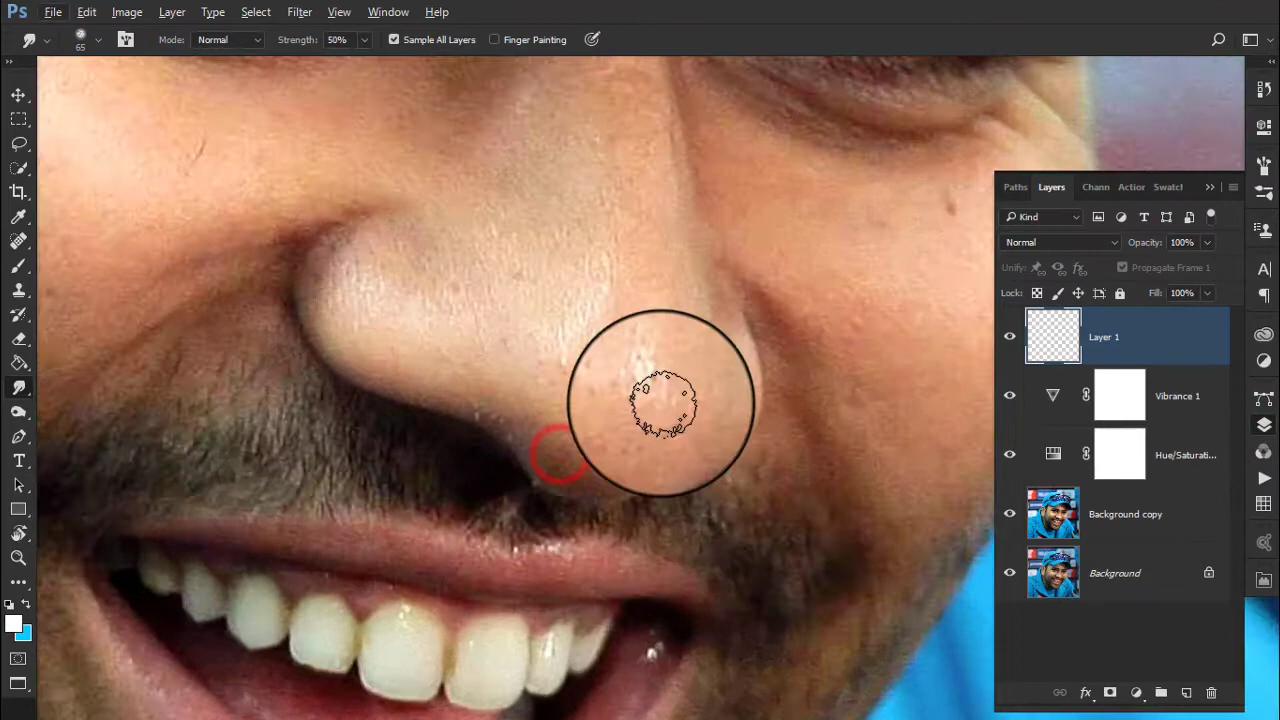 Ps File Edit Image Layer Type Select Filter View Window Help
65 Mode: Normal Strength: 50% Sample All Layers Finger Painting
Paths Layers Chann Action Swatcl
Kind
Normal Opacity: 100%
Unify: Propagate Frame 1
Lock: Fill: 100%
Layer 1
Vibrance 1
Hue/Saturati...
Background copy
Background